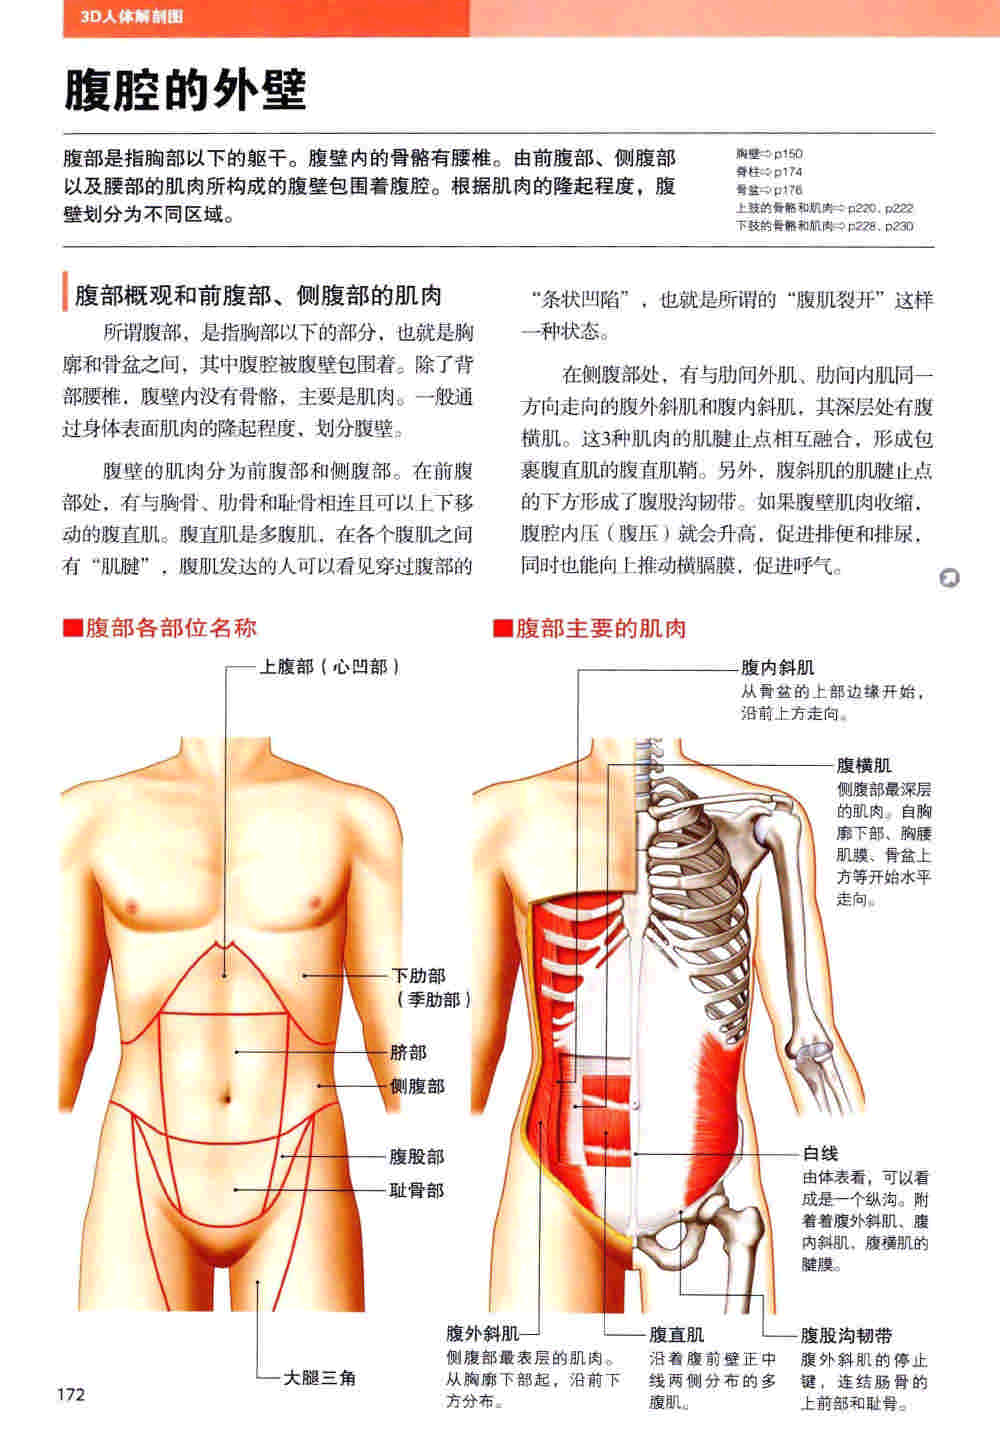 3D人体解剖图
腹腔的外壁
腹部是指胸部以下的躯干。腹壁内的骨骼有腰椎。由前腹部、侧腹部
以及腰部的肌肉所构成的腹壁包围着腹腔。根据肌肉的隆起程度，腹
壁划分为不同区域。
胸壁⇨p150
脊柱⇨p174
骨盆⇨p176
上肢的骨骼和肌肉⇨p220、p222
下肢的骨骼和肌肉⇨p228、p230
腹部概观和前腹部、侧腹部的肌肉
所谓腹部，是指胸部以下的部分，也就是胸
廓和骨盆之间，其中腹腔被腹壁包围着。除了背
部腰椎，腹壁内没有骨骼，主要是肌肉。一般通
过身体表面肌肉的隆起程度、划分腹壁。
腹壁的肌肉分为前腹部和侧腹部。在前腹
部处，有与胸骨、肋骨和耻骨相连且可以上下移
动的腹直肌。腹直肌是多腹肌，在各个腹肌之间
有“肌腱”，腹肌发达的人可以看见穿过腹部的
“条状凹陷”，也就是所谓的“腹肌裂开”这样
一种状态。
在侧腹部处，有与肋间外肌、肋间内肌同一
方向走向的腹外斜肌和腹内斜肌，其深层处有腹
横肌。这3种肌肉的肌腱止点相互融合，形成包
裹腹直肌的腹直肌鞘。另外，腹斜肌的肌腱止点
的下方形成了腹股沟韧带。如果腹壁肌肉收缩，
腹腔内压（腹压）就会升高，促进排便和排尿，
同时也能向上推动横膈膜，促进呼气。
■腹部各部位名称
上腹部（心凹部）
下肋部
（季肋部）
脐部
侧腹部
腹股部
耻骨部
大腿三角
■腹部主要的肌肉
腹内斜肌
从骨盆的上部边缘开始，
沿前上方走向。
腹横肌
侧腹部最深层
的肌肉。自胸
廓下部、胸腰
肌膜、骨盆上
方等开始水平
走向。
白线
由体表看，可以看
成是一个纵沟。附
着着腹外斜肌、腹
内斜肌、腹横肌的
腱膜。
腹外斜肌
侧腹部最表层的肌肉。
从胸廓下部起，沿前下
方分布。
腹直肌
沿着腹前壁正中
线两侧分布的多
腹肌。
腹股沟韧带
腹外斜肌的停止
键，连结肠骨的
上前部和耻骨。
172